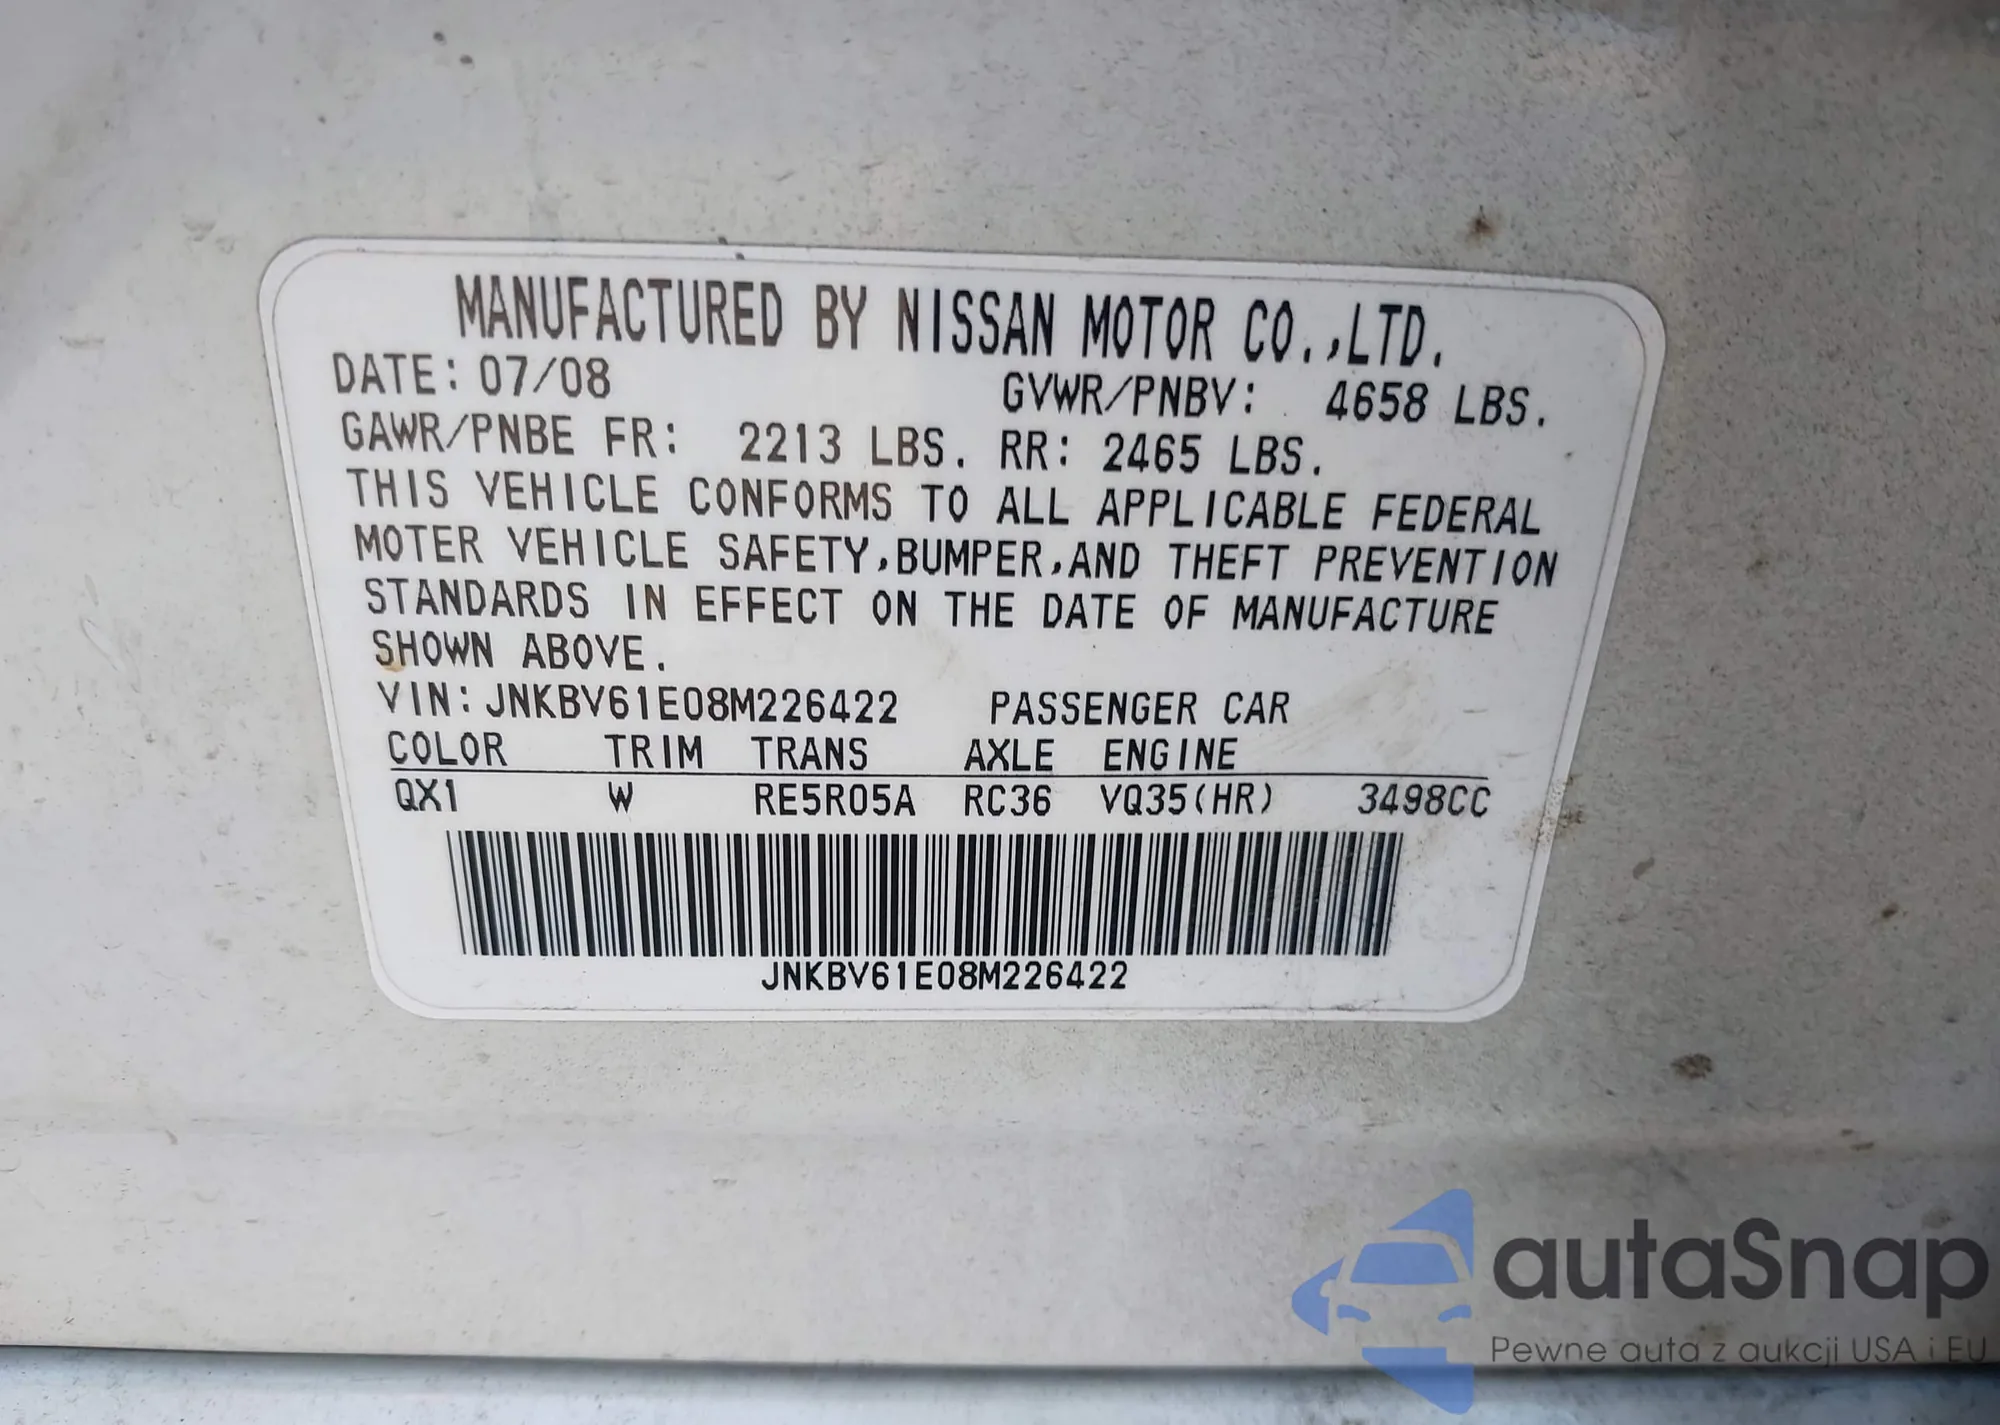 MANUFACTURED BY NISSAN MOTOR CO.,LTD.
DATE: 07/08 GVWR/PNBV: 4658 LBS.
GAWR/PNBE FR: 2213 LBS. RR: 2465 LBS.
THIS VEHICLE CONFORMS TO ALL APPLICABLE FEDERAL
MOTER VEHICLE SAFETY,BUMPER,AND THEFT PREVENTION
STANDARDS IN EFFECT ON THE DATE OF MANUFACTURE
SHOWN ABOVE.
VIN: JNKBV61E08M226422 PASSENGER CAR
COLOR TRIM TRANS AXLE ENGINE
QX1 W RE5R05A RC36 VQ35(HR) 3498CC
JNKBV61E08M226422
autaSnap
Pewne auta z aukcji USA i EU